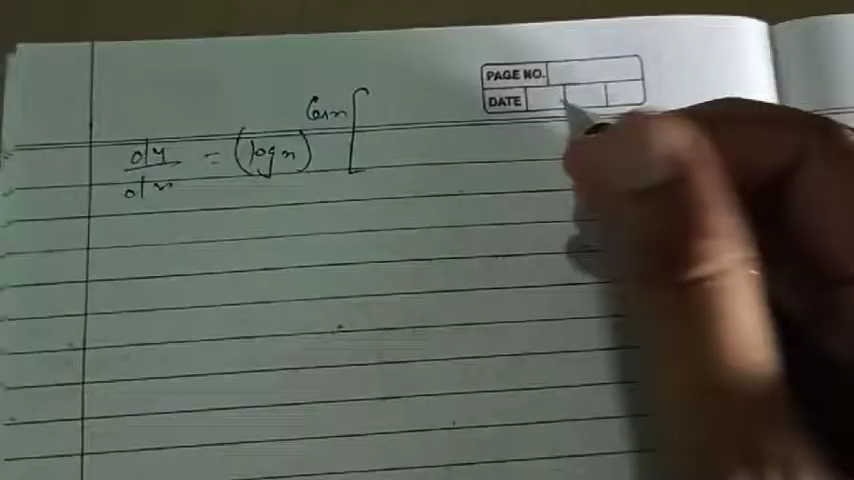 PAGE NO.
DATE
dy/dx = (log x)^cos x [